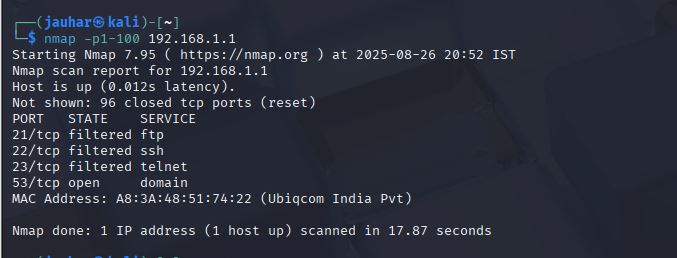 ┌──(jauhar㉿kali)-[~]
└─$ nmap -p1-100 192.168.1.1
Starting Nmap 7.95 ( https://nmap.org ) at 2025-08-26 20:52 IST
Nmap scan report for 192.168.1.1
Host is up (0.012s latency).
Not shown: 96 closed tcp ports (reset)
PORT   STATE    SERVICE
21/tcp filtered ftp
22/tcp filtered ssh
23/tcp filtered telnet
53/tcp open     domain
MAC Address: A8:3A:48:51:74:22 (Ubiqcom India Pvt)
Nmap done: 1 IP address (1 host up) scanned in 17.87 seconds